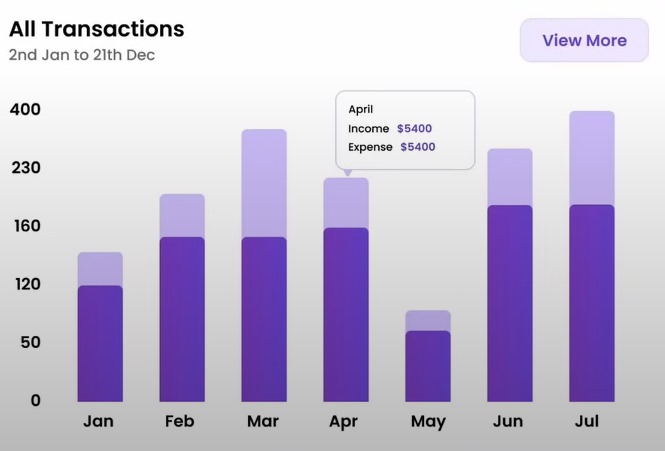 All Transactions
2nd Jan to 21th Dec
View More
400
230
160
120
50
0
April
Income $5400
Expense $5400
Jan Feb Mar Apr May Jun Jul